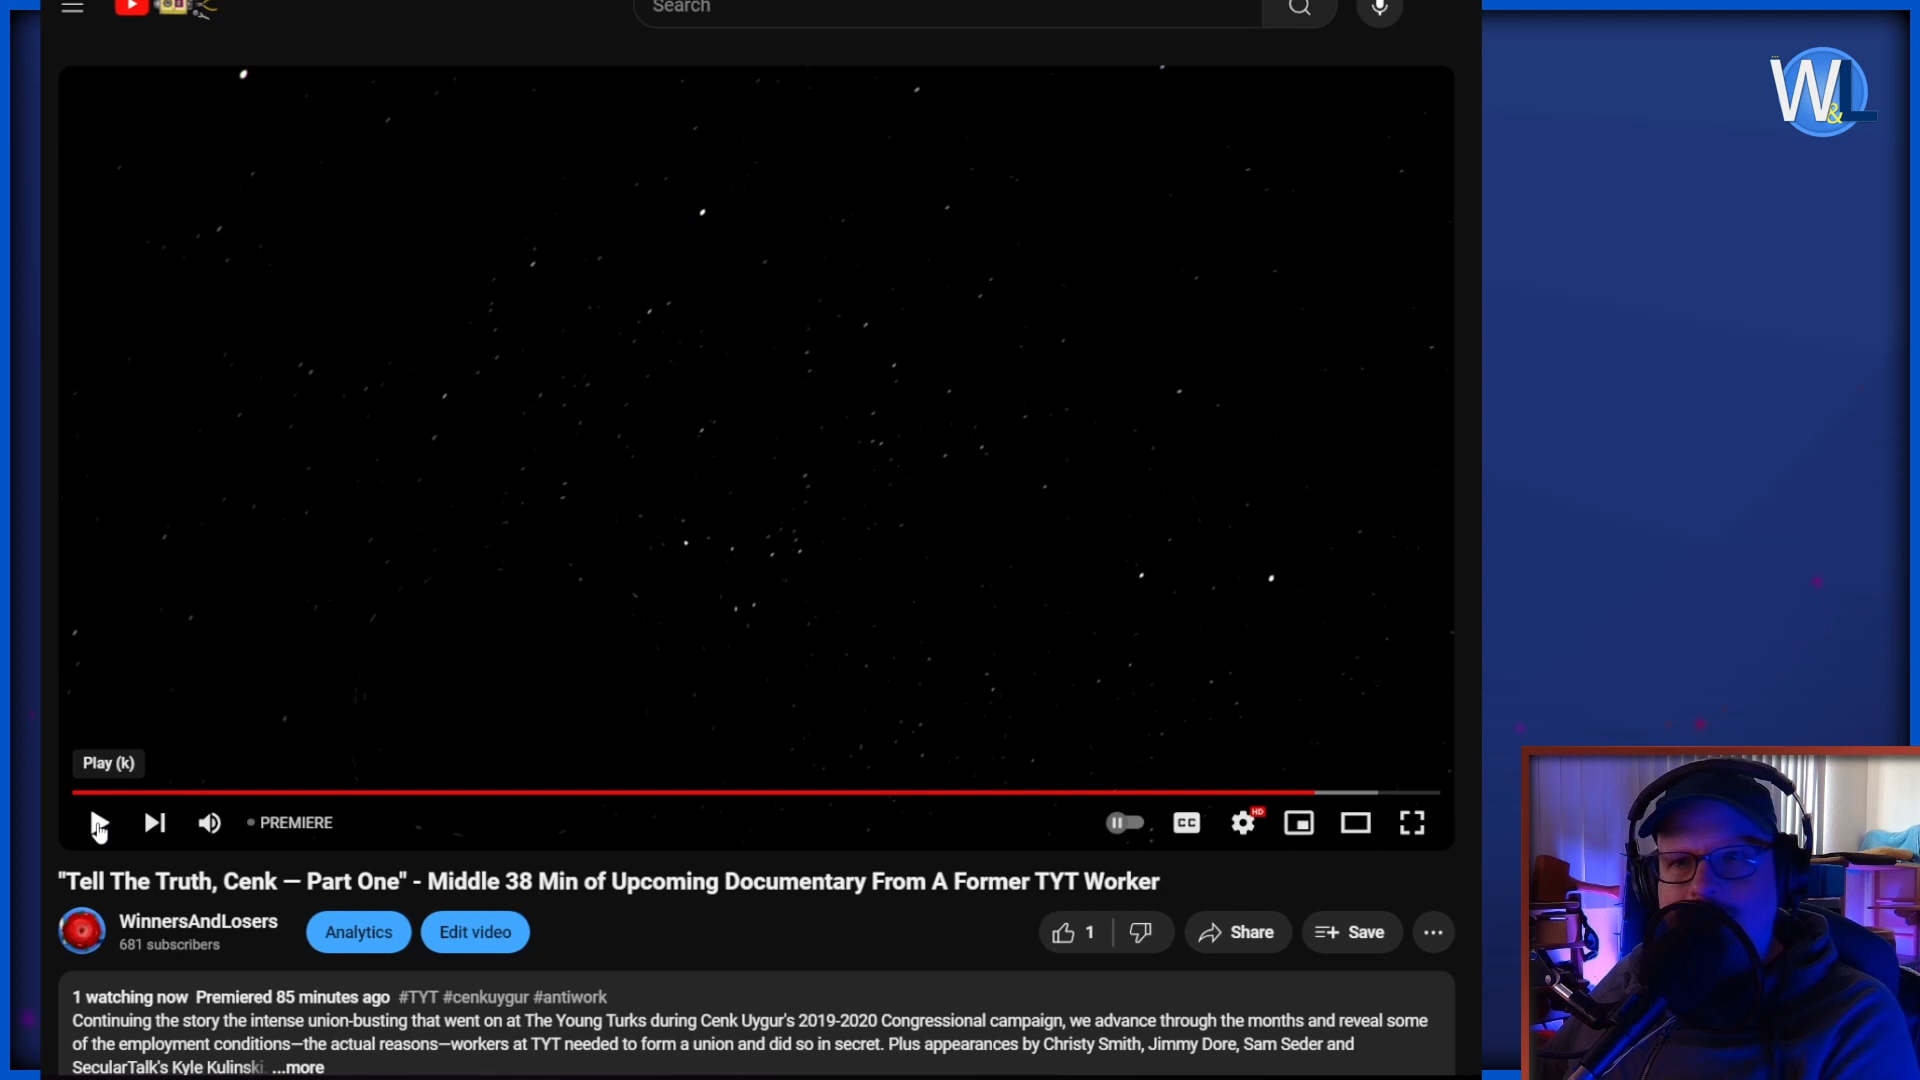 Search
W&L
Play (k)
PREMIERE
CC
HD
"Tell The Truth, Cenk — Part One" - Middle 38 Min of Upcoming Documentary From A Former TYT Worker
WinnersAndLosers
681 subscribers
Analytics
Edit video
1
Share
Save
1 watching now Premiered 85 minutes ago #TYT #cenkuygur #antiwork
Continuing the story the intense union-busting that went on at The Young Turks during Cenk Uygur's 2019-2020 Congressional campaign, we advance through the months and reveal some
of the employment conditions—the actual reasons—workers at TYT needed to form a union and did so in secret. Plus appearances by Christy Smith, Jimmy Dore, Sam Seder and
SecularTalk's Kyle Kulinski. ...more